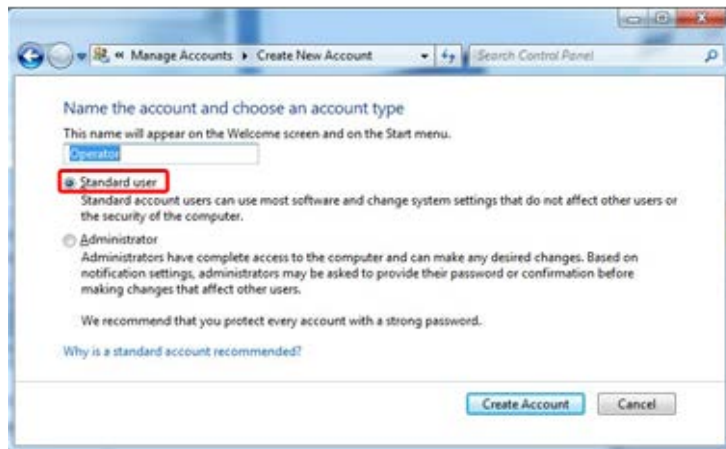 « Manage Accounts ▸ Create New Account
Search Control Panel
Name the account and choose an account type
This name will appear on the Welcome screen and on the Start menu.
Operator
Standard user
Standard account users can use most software and change system settings that do not affect other users or
the security of the computer.
Administrator
Administrators have complete access to the computer and can make any desired changes. Based on
notification settings, administrators may be asked to provide their password or confirmation before
making changes that affect other users.
We recommend that you protect every account with a strong password.
Why is a standard account recommended?
Create Account
Cancel